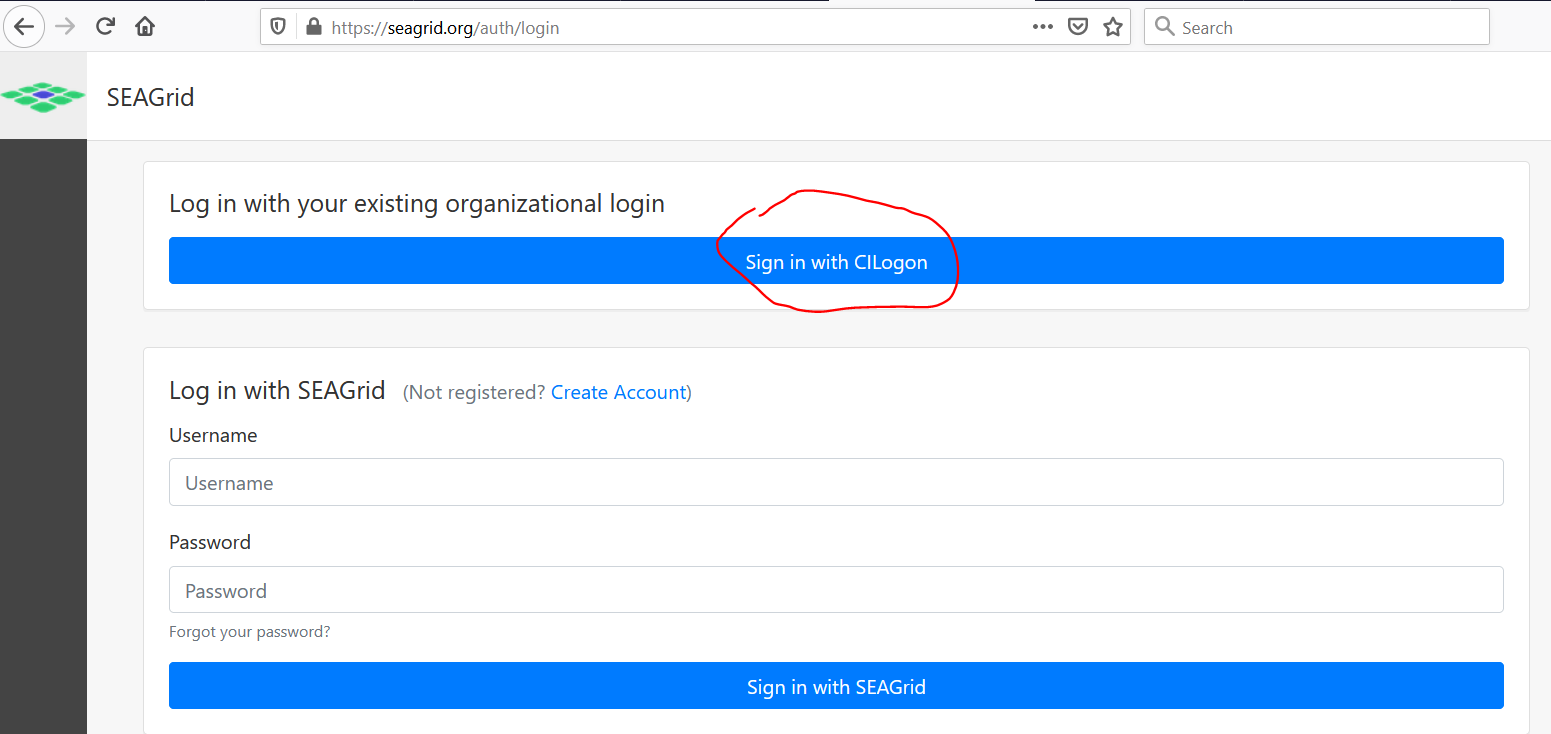 https://seagrid.org/auth/login
Search
SEAGrid
Log in with your existing organizational login
Sign in with CILogon
Log in with SEAGrid (Not registered? Create Account)
Username
Username
Password
Password
Forgot your password?
Sign in with SEAGrid